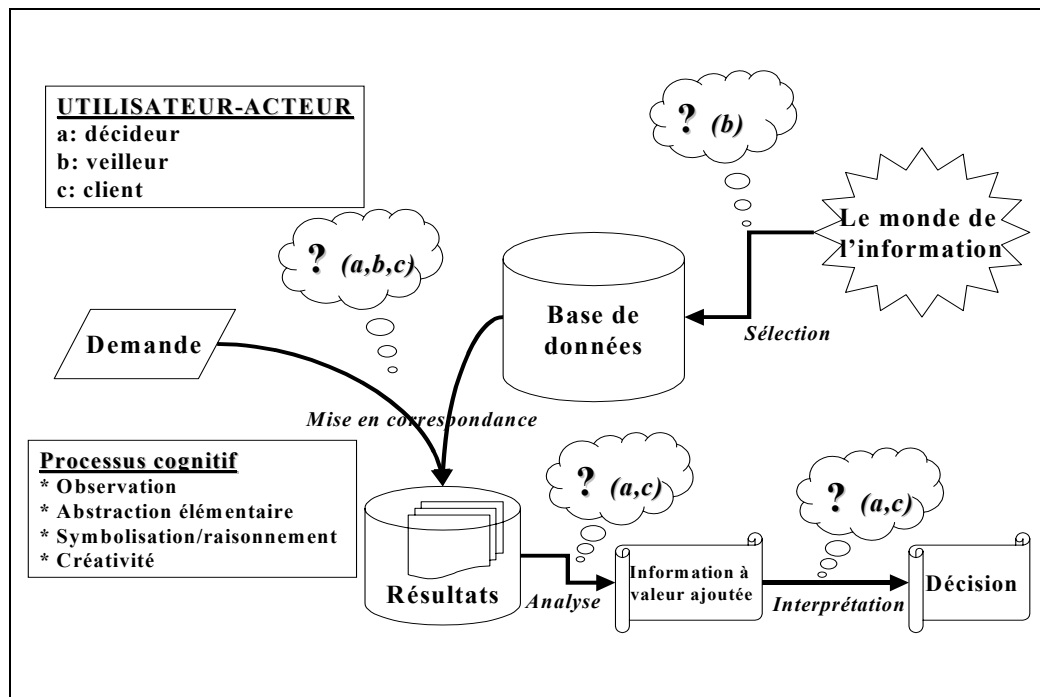 UTILISATEUR-ACTEUR
a: décideur
b: veilleur
c: client
? (b)
Le monde de
l'information
? (a,b,c)
Base de
données
Sélection
Demande
Mise en correspondance
Processus cognitif
* Observation
* Abstraction élémentaire
* Symbolisation/raisonnement
* Créativité
? (a,c)
? (a,c)
Résultats
Analyse
Information à
valeur ajoutée
Interprétation
Décision